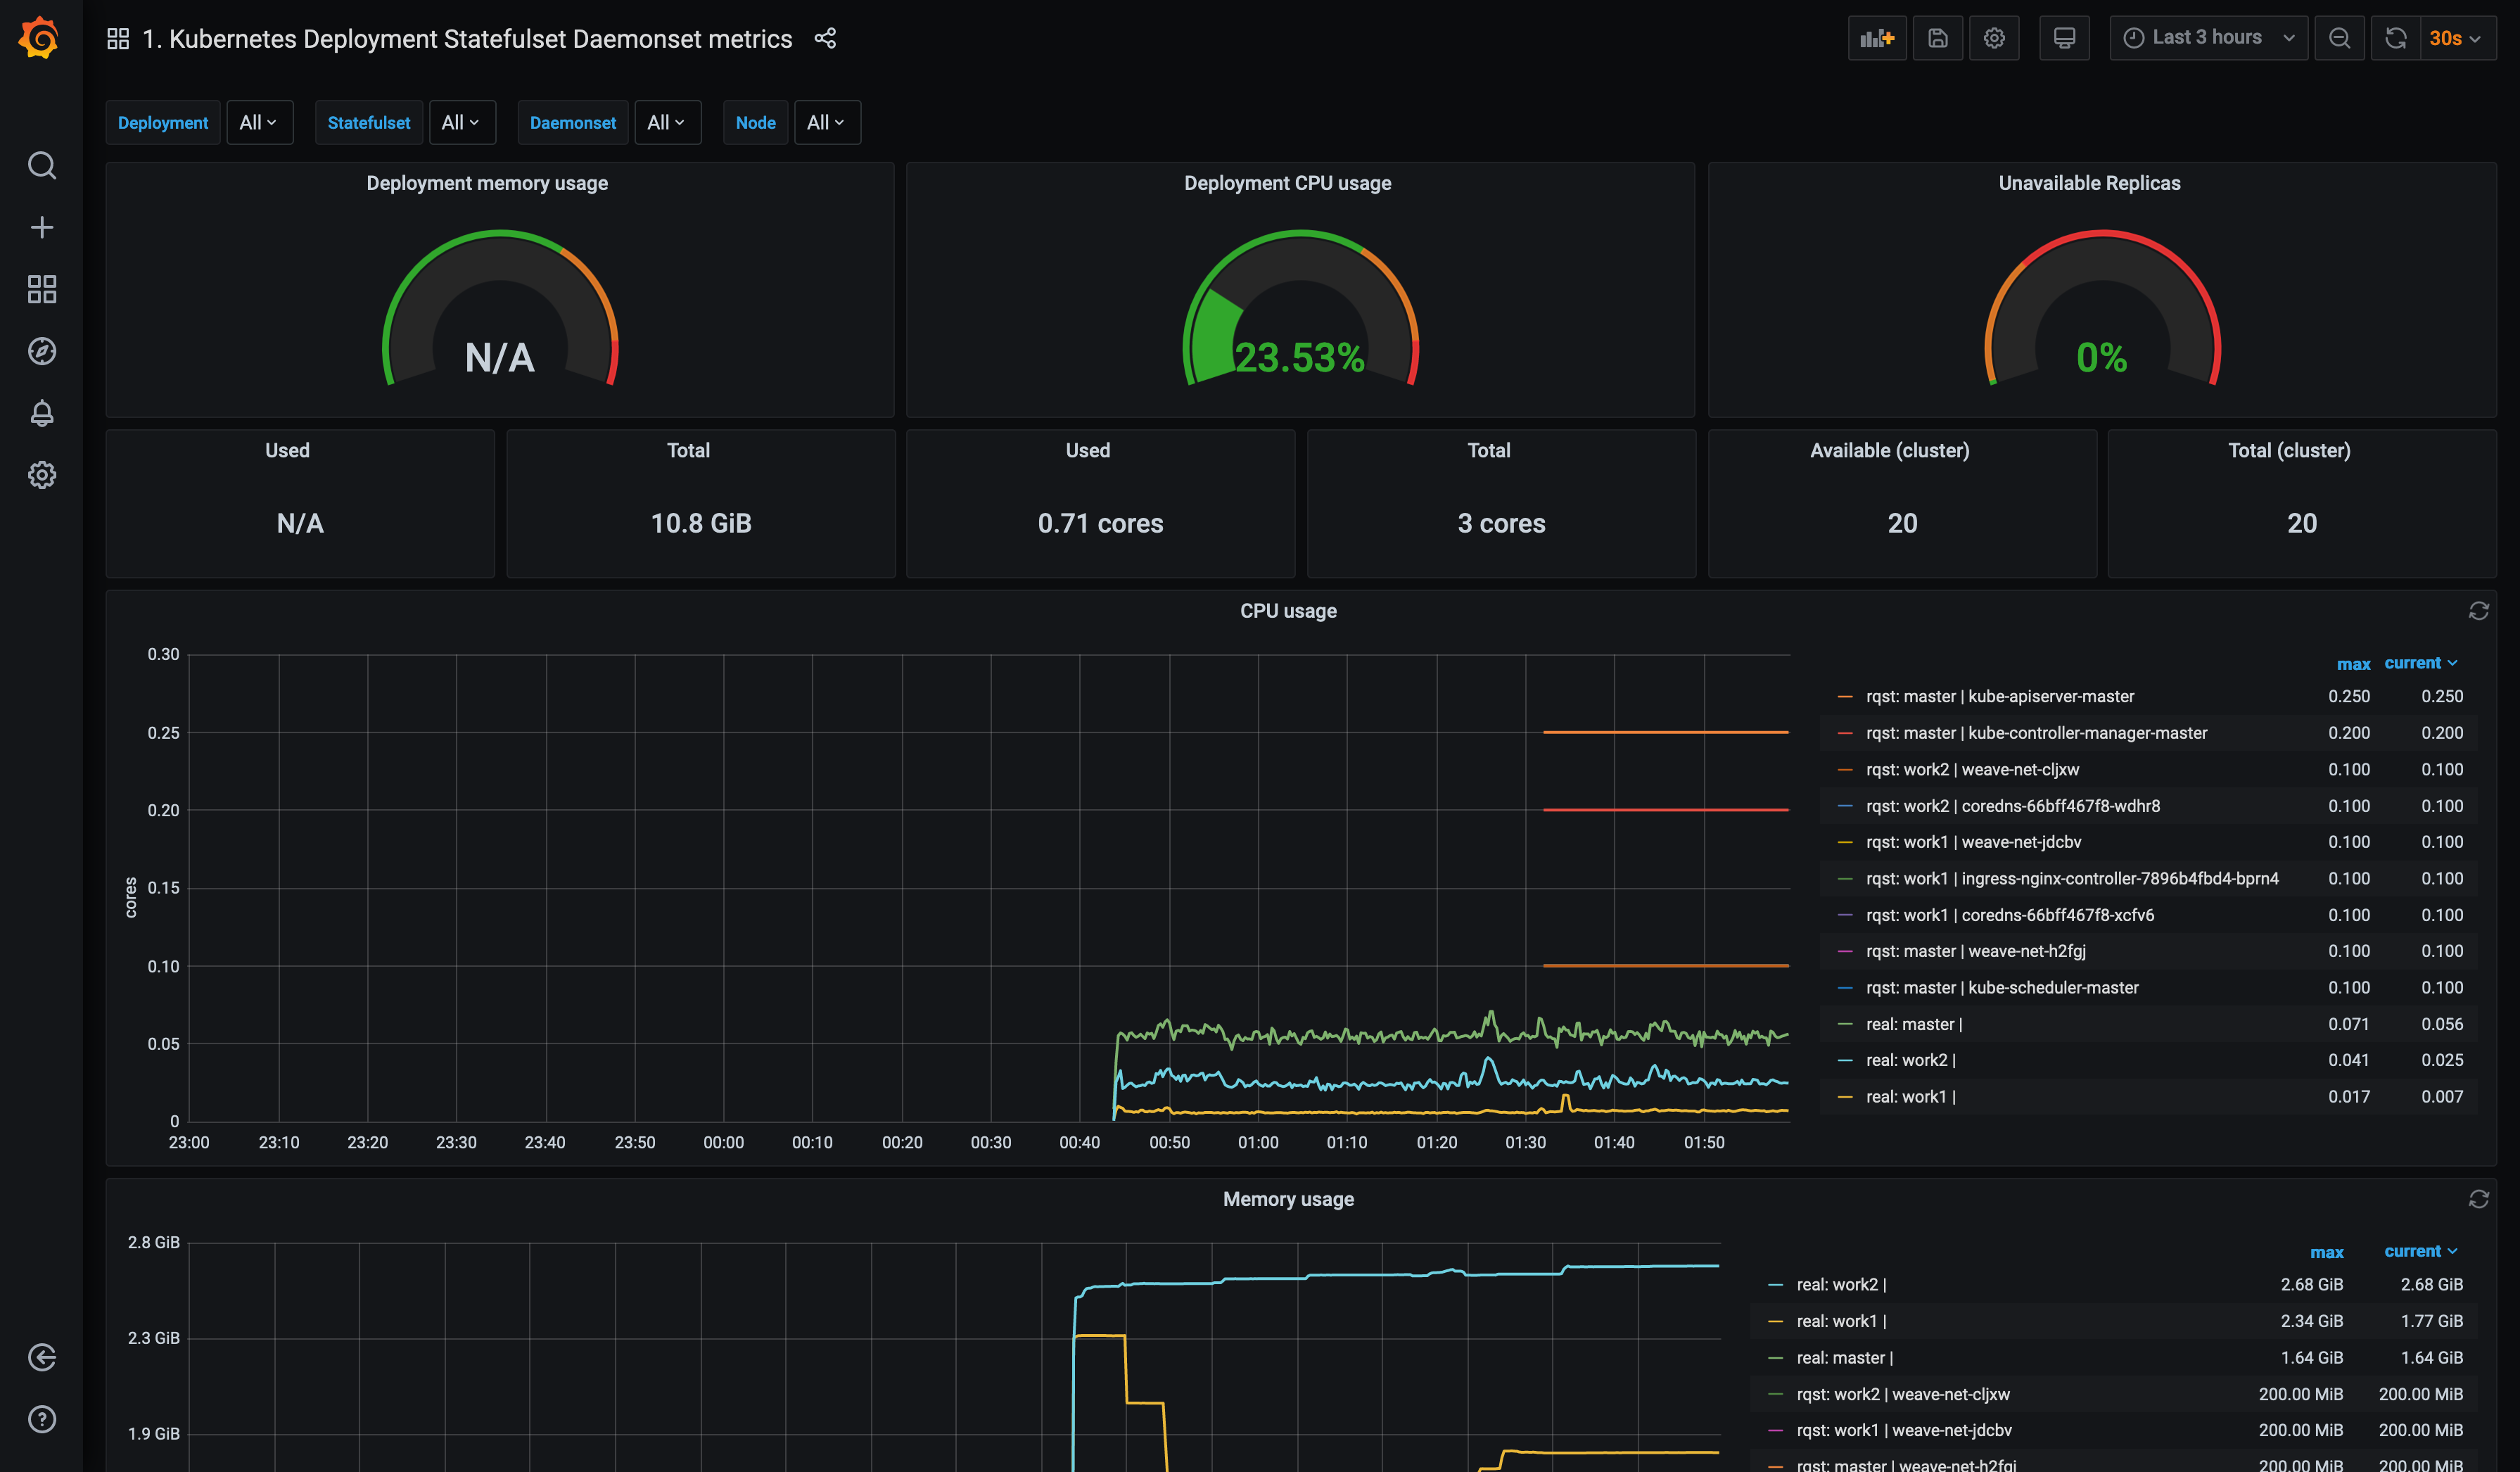 1. Kubernetes Deployment Statefulset Daemonset metrics
Last 3 hours
30s
Deployment All Statefulset All Daemonset All Node All
Deployment memory usage
N/A
Deployment CPU usage
23.53%
Unavailable Replicas
0%
Used
N/A
Total
10.8 GiB
Used
0.71 cores
Total
3 cores
Available (cluster)
20
Total (cluster)
20
CPU usage
cores
0.30
0.25
0.20
0.15
0.10
0.05
0
23:00 23:10 23:20 23:30 23:40 23:50 00:00 00:10 00:20 00:30 00:40 00:50 01:00 01:10 01:20 01:30 01:40 01:50
max current
rqst: master | kube-apiserver-master 0.250 0.250
rqst: master | kube-controller-manager-master 0.200 0.200
rqst: work2 | weave-net-cljxw 0.100 0.100
rqst: work2 | coredns-66bff467f8-wdhr8 0.100 0.100
rqst: work1 | weave-net-jdcbv 0.100 0.100
rqst: work1 | ingress-nginx-controller-7896b4fbd4-bprn4 0.100 0.100
rqst: work1 | coredns-66bff467f8-xcfv6 0.100 0.100
rqst: master | weave-net-h2fgj 0.100 0.100
rqst: master | kube-scheduler-master 0.100 0.100
real: master | 0.071 0.056
real: work2 | 0.041 0.025
real: work1 | 0.017 0.007
Memory usage
2.8 GiB
2.3 GiB
1.9 GiB
max current
real: work2 | 2.68 GiB 2.68 GiB
real: work1 | 2.34 GiB 1.77 GiB
real: master | 1.64 GiB 1.64 GiB
rqst: work2 | weave-net-cljxw 200.00 MiB 200.00 MiB
rqst: work1 | weave-net-jdcbv 200.00 MiB 200.00 MiB
rqst: master | weave-net-h2fgj 200.00 MiB 200.00 MiB